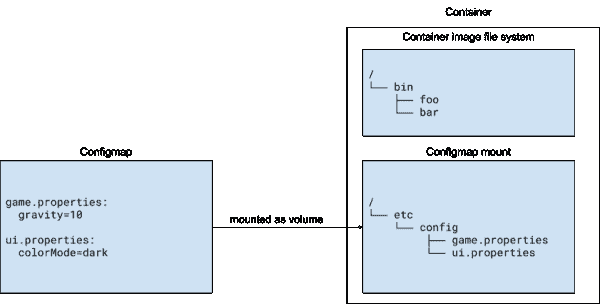 Container
Container image file system
/
└── bin
    ├── foo
    └── bar
Configmap
game.properties:
  gravity=10
ui.properties:
  colorMode=dark
mounted as volume
Configmap mount
/
└── etc
    └── config
        ├── game.properties
        └── ui.properties